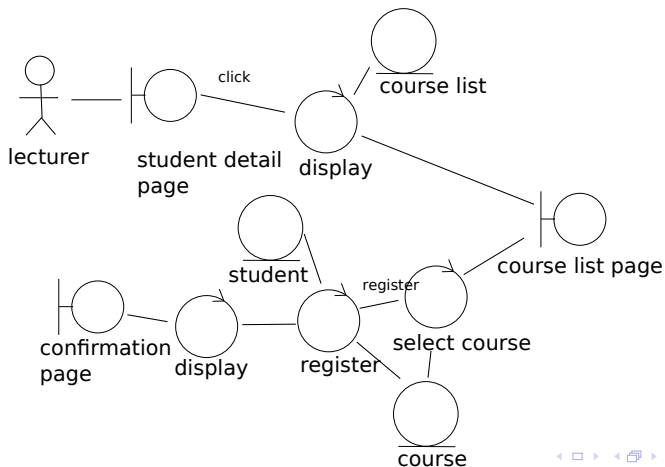 click
course list
lecturer
student detail
page
display
course list page
student
register
select course
confirmation
page
display
register
course